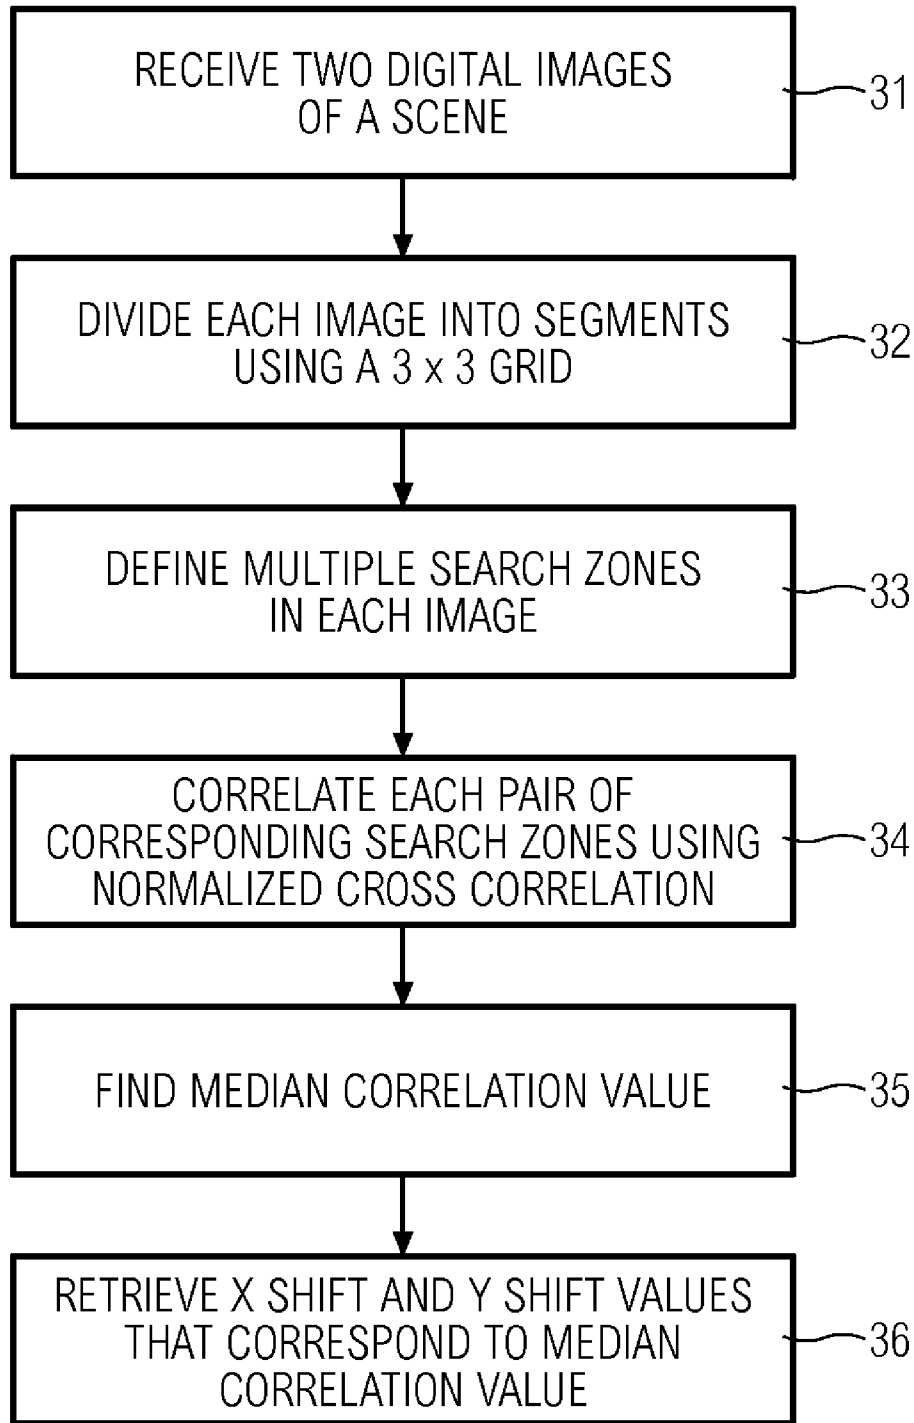 RECEIVE TWO DIGITAL IMAGES
OF A SCENE
31
DIVIDE EACH IMAGE INTO SEGMENTS
USING A 3 x 3 GRID
32
DEFINE MULTIPLE SEARCH ZONES
IN EACH IMAGE
33
CORRELATE EACH PAIR OF
CORRESPONDING SEARCH ZONES USING
NORMALIZED CROSS CORRELATION
34
FIND MEDIAN CORRELATION VALUE
35
RETRIEVE X SHIFT AND Y SHIFT VALUES
THAT CORRESPOND TO MEDIAN
CORRELATION VALUE
36